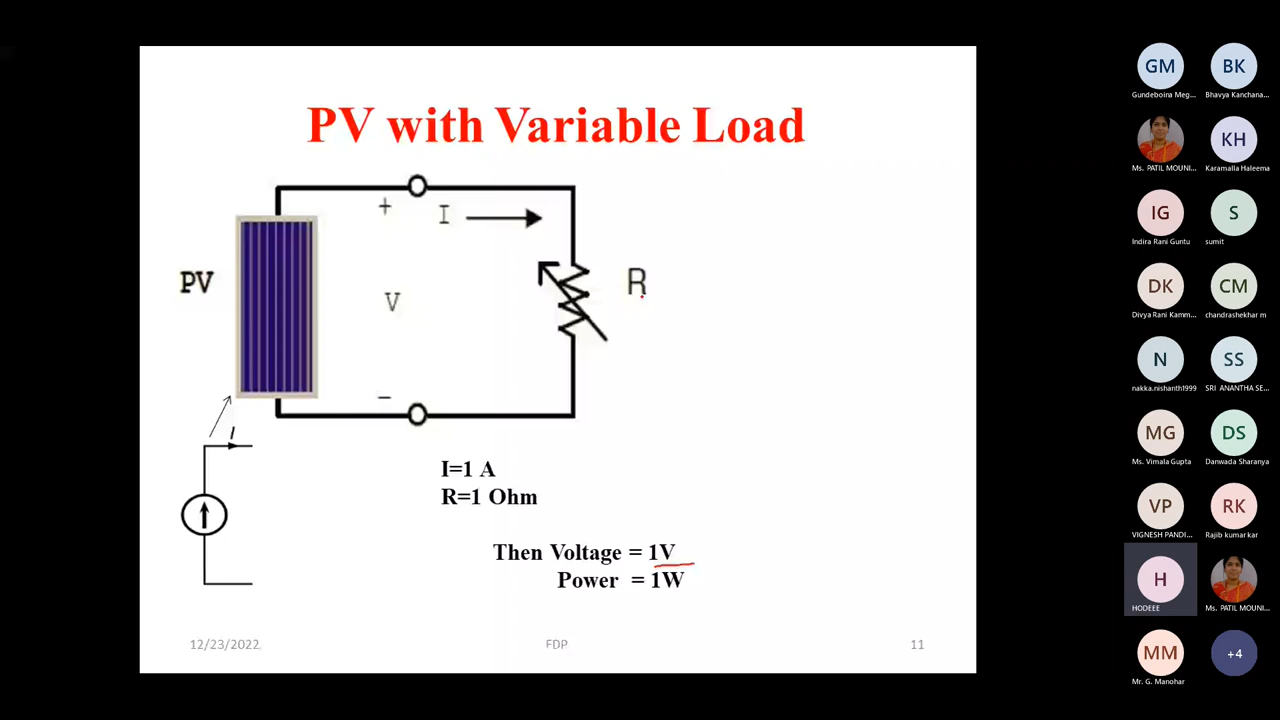 PV with Variable Load
+
I
PV
R
V
–
I
I=1 A
R=1 Ohm
Then Voltage = 1V
Power = 1W
12/23/2022
FDP
11
GM
BK
Gundeboina Meg...
Bhavya Kanchana...
KH
Ms. PATIL MOUNI...
Karamalla Haleema
IG
S
Indira Rani Guntu
sumit
DK
CM
Divya Rani Kamm...
chandrashekhar m
N
SS
nakka.nishanth1999
SRI ANANTHA SE...
MG
DS
Ms. Vimala Gupta
Danwada Sharanya
VP
RK
VIGNESH PANDI...
Rajib kumar kar
H
HODEEE
Ms. PATIL MOUNI...
MM
+4
Mr. G. Manohar